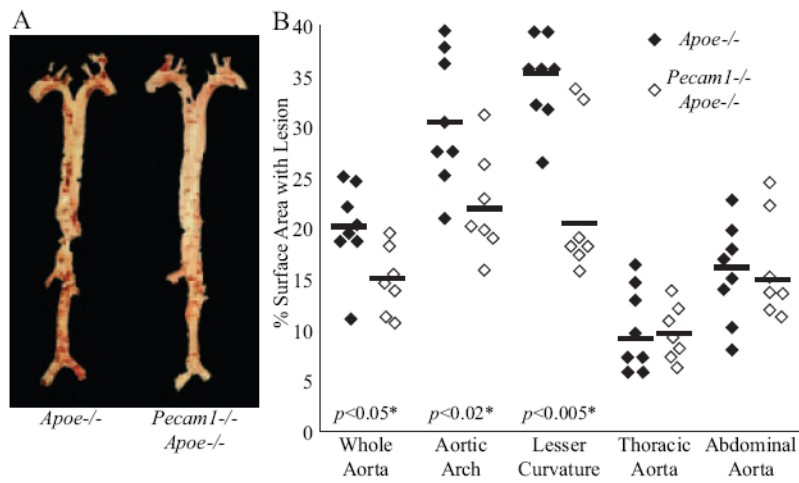 A
Apoe-/-
Pecam1-/-
Apoe-/-
B
% Surface Area with Lesion
40
35
30
25
20
15
10
5
0
Apoe-/-
Pecam1-/-
Apoe-/-
p<0.05*
p<0.02*
p<0.005*
Whole
Aorta
Aortic
Arch
Lesser
Curvature
Thoracic
Aorta
Abdominal
Aorta